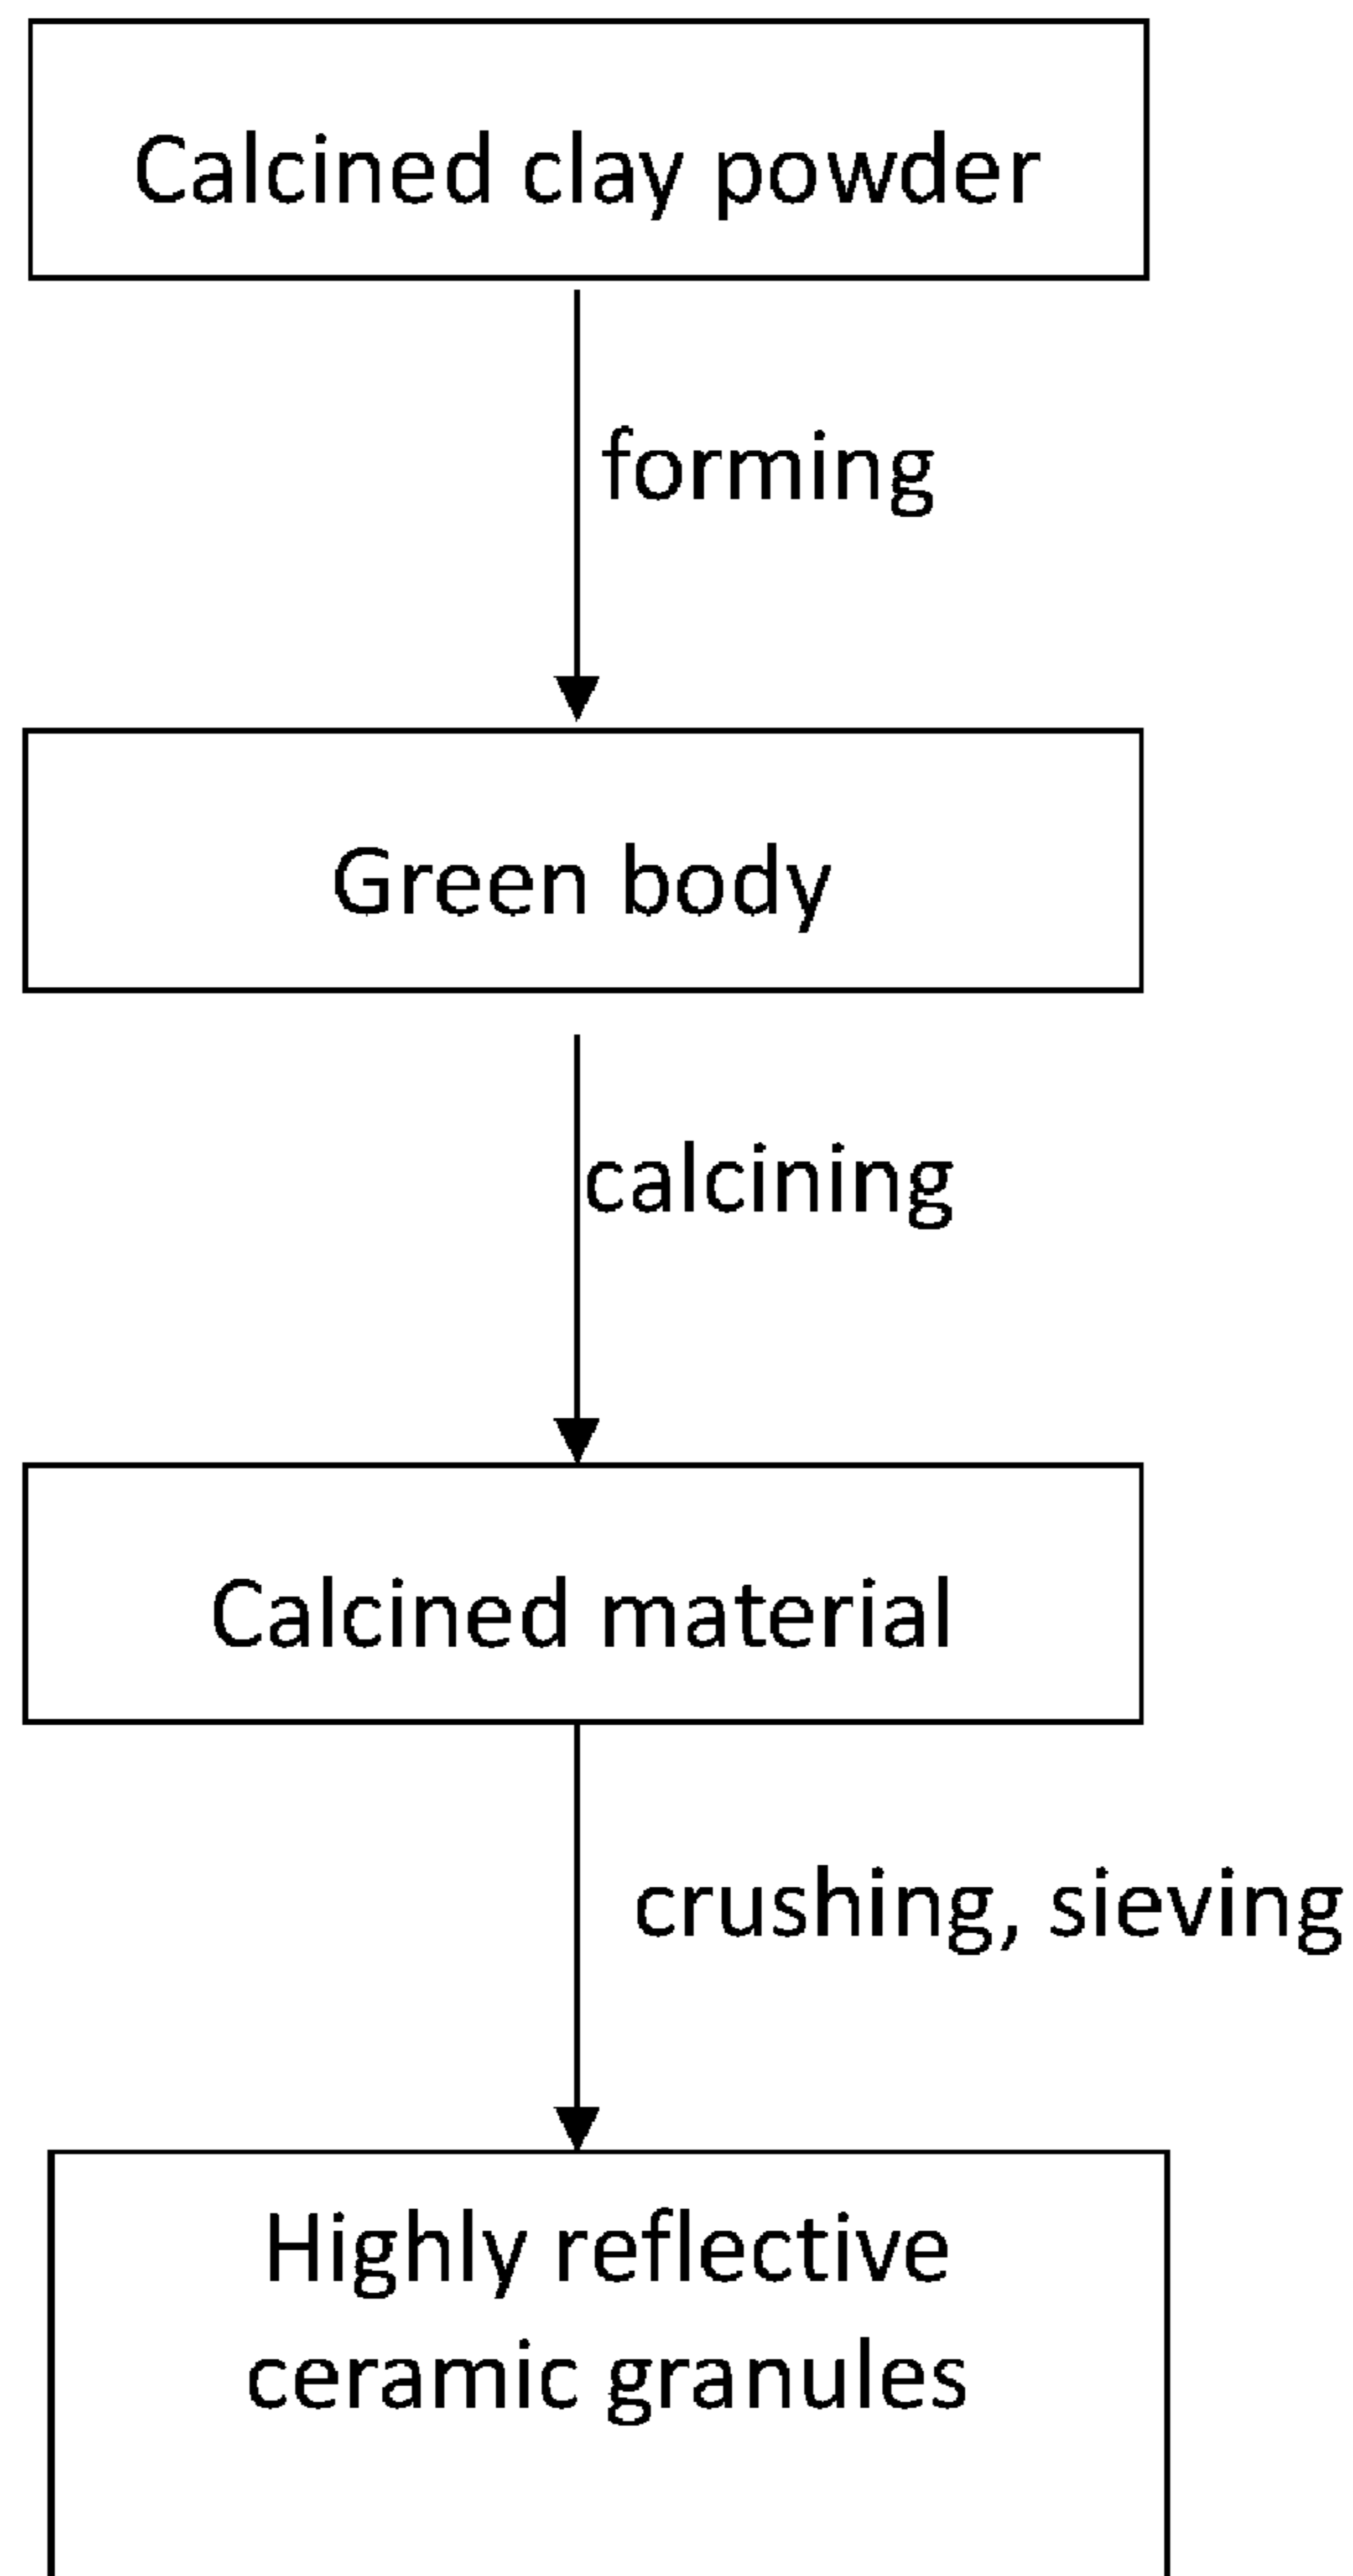 Calcined clay powder
forming
Green body
calcining
Calcined material
crushing, sieving
Highly reflective
ceramic granules